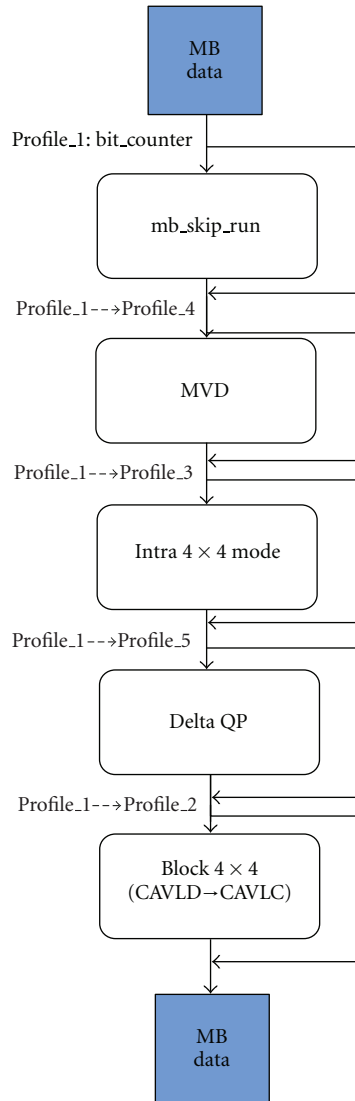 MB
data
Profile_1: bit_counter
mb_skip_run
Profile_1--→Profile_4
MVD
Profile_1--→Profile_3
Intra 4 × 4 mode
Profile_1--→Profile_5
Delta QP
Profile_1--→Profile_2
Block 4 × 4
(CAVLD→CAVLC)
MB
data